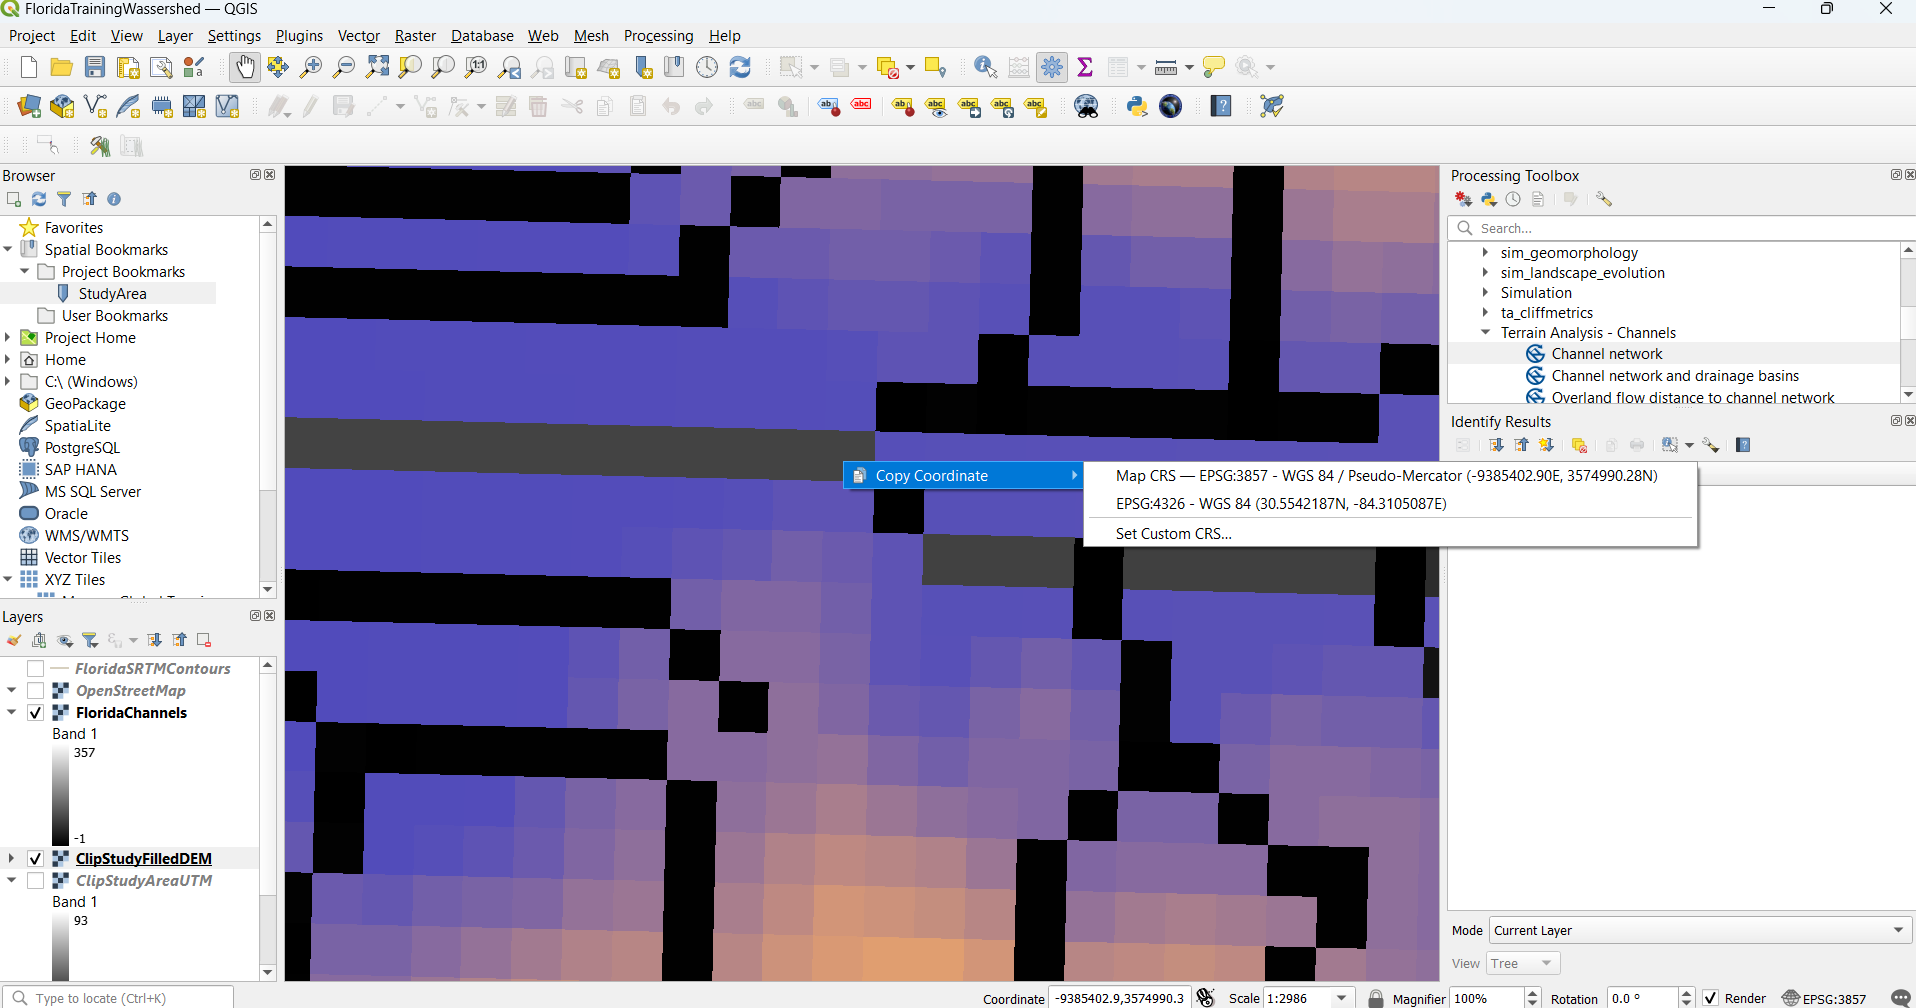 FloridaTrainingWassershed — QGIS
Project Edit View Layer Settings Plugins Vector Raster Database Web Mesh Processing Help
Browser
Favorites
Spatial Bookmarks
Project Bookmarks
StudyArea
User Bookmarks
Project Home
Home
C:\ (Windows)
GeoPackage
SpatiaLite
PostgreSQL
SAP HANA
MS SQL Server
Oracle
WMS/WMTS
Vector Tiles
XYZ Tiles
Layers
FloridaSRTMContours
OpenStreetMap
FloridaChannels
Band 1
357
-1
ClipStudyFilledDEM
ClipStudyAreaUTM
Band 1
93
Copy Coordinate
Map CRS — EPSG:3857 - WGS 84 / Pseudo-Mercator (-9385402.90E, 3574990.28N)
EPSG:4326 - WGS 84 (30.5542187N, -84.3105087E)
Set Custom CRS...
Processing Toolbox
Search...
sim_geomorphology
sim_landscape_evolution
Simulation
ta_cliffmetrics
Terrain Analysis - Channels
Channel network
Channel network and drainage basins
Overland flow distance to channel network
Identify Results
Mode Current Layer
View Tree
Type to locate (Ctrl+K)
Coordinate -9385402.9,3574990.3 Scale 1:2986 Magnifier 100% Rotation 0.0 ° Render EPSG:3857